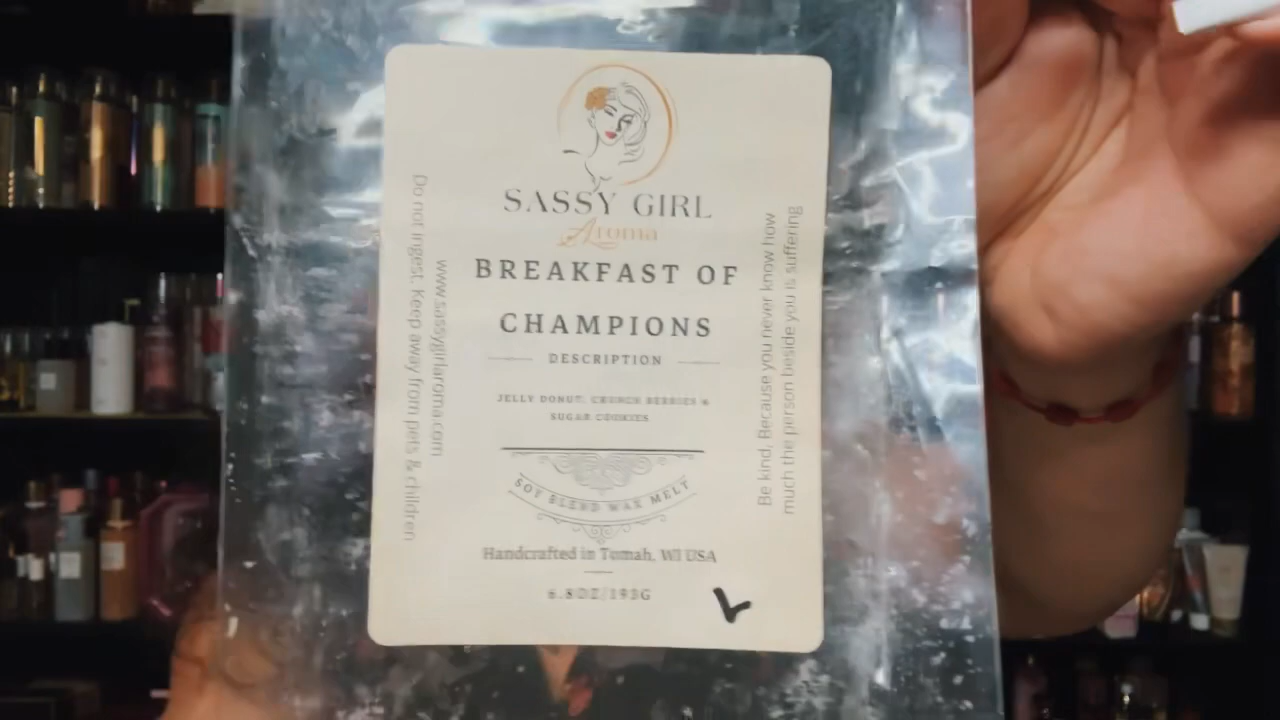 SASSY GIRL
Aroma
BREAKFAST OF
CHAMPIONS
DESCRIPTION
JELLY DONUT, CRUNCH BERRIES &
SUGAR COOKIES
SOY BLEND WAX MELT
Handcrafted in Tomah, WI USA
6.8OZ/193G
Do not ingest. Keep away from pets & children
www.sassygirlaroma.com
Be kind, Because you never know how
much the person beside you is suffering